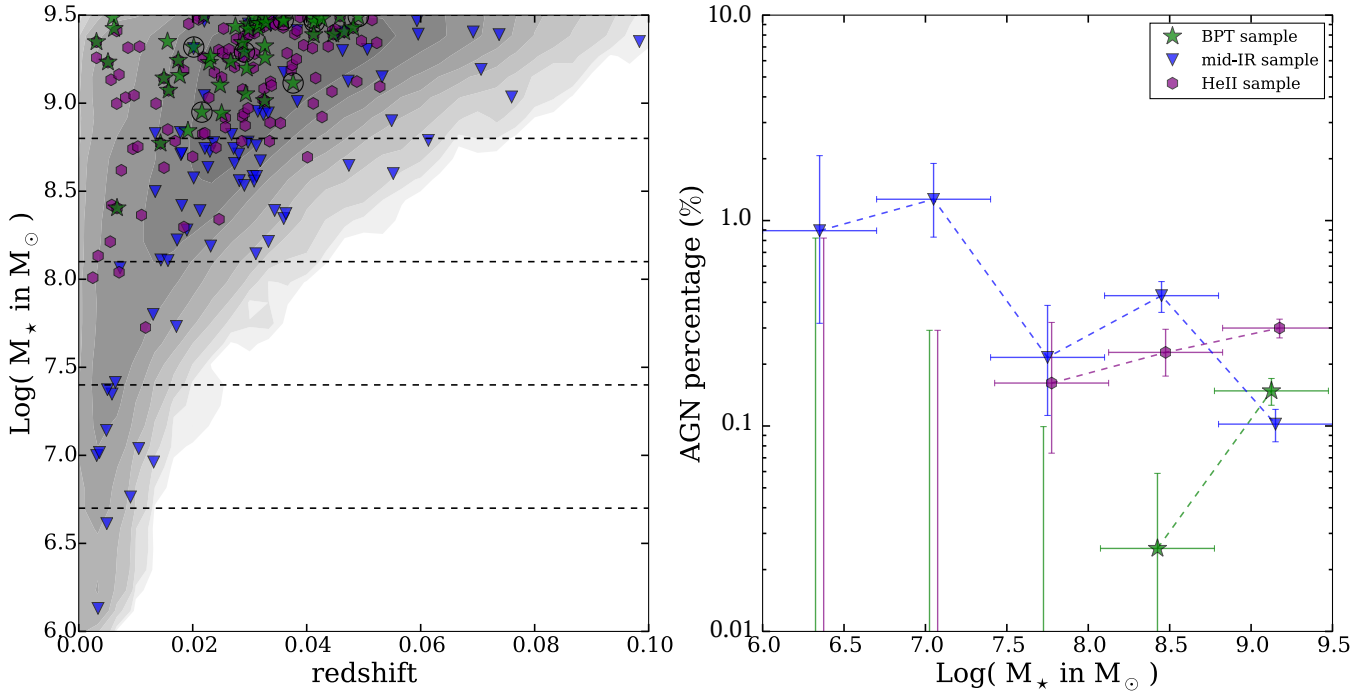 9.5
9.0
8.5
8.0
7.5
7.0
6.5
6.0
Log( M⋆ in M⊙ )
0.00 0.02 0.04 0.06 0.08 0.10
redshift
10.0
1.0
0.1
0.01
AGN percentage (%)
BPT sample
mid-IR sample
HeII sample
6.0 6.5 7.0 7.5 8.0 8.5 9.0 9.5
Log( M⋆ in M⊙ )